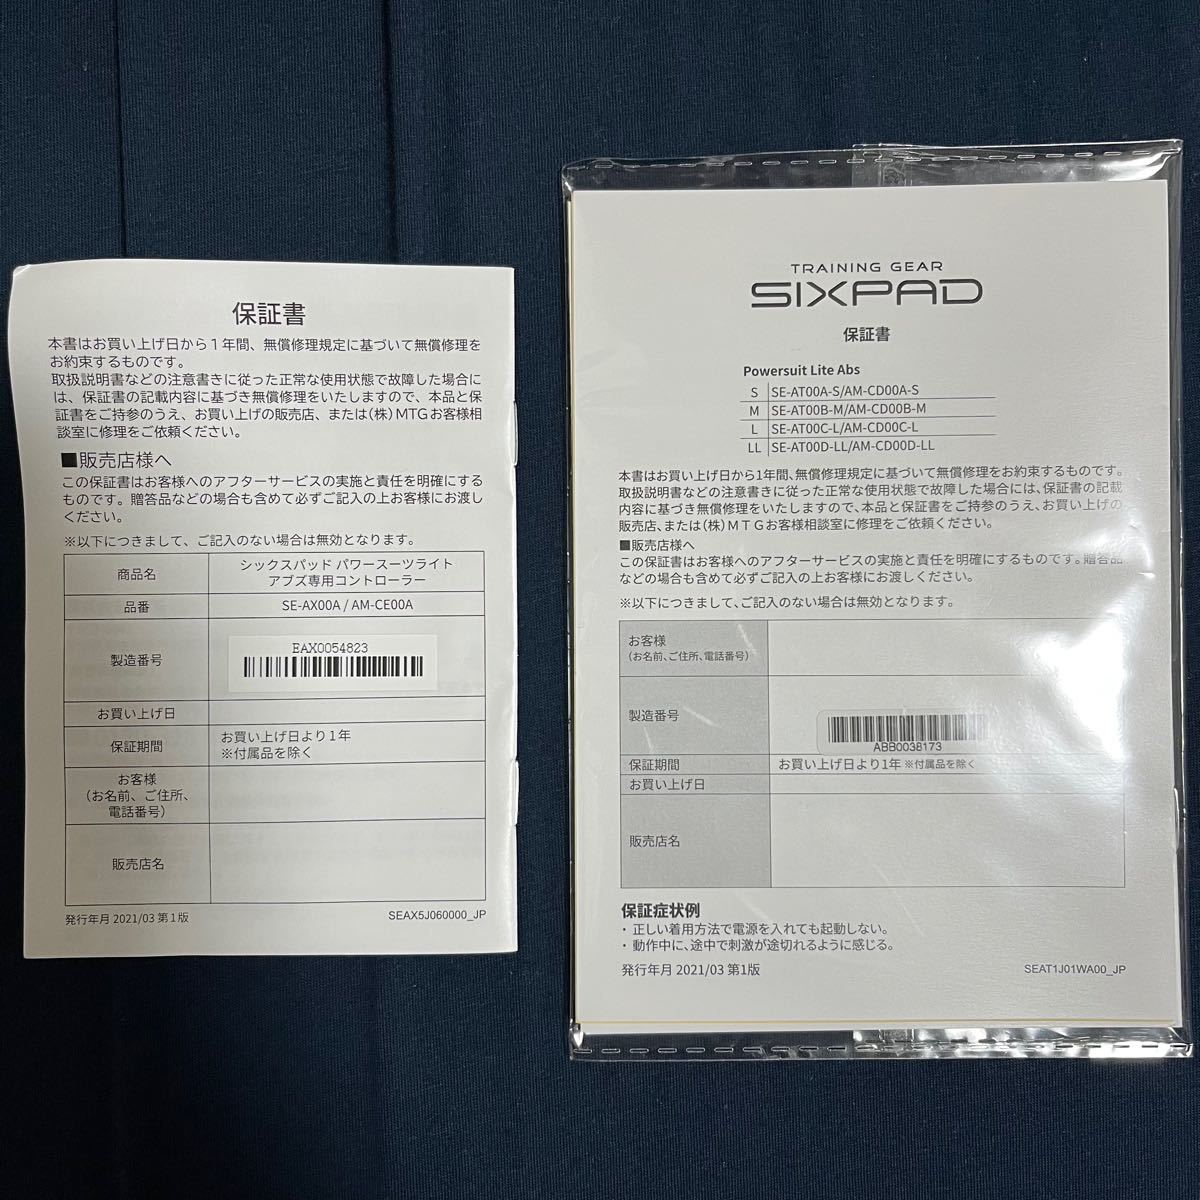 保証書
本書はお買い上げ日から1年間、無償修理規定に基づいて無償修理を
お約束するものです。
取扱説明書などの注意書きに従った正常な使用状態で故障した場合に
は、保証書の記載内容に基き無償修理をいたしますので、本品と保
証書をご持参のうえ、お買い上げの販売店、または(株)MTGお客様相
談室に修理をご依頼ください。
■販売店様へ
この保証書はお客様へのアフターサービスの実施と責任を明確にする
ものです。贈答品などの場合も含めて必ずご記入の上お客様にお渡し
ください。
※以下につきまして、ご記入のない場合は無効となります。
商品名 シックスパッド パワースーツライト
アブズ専用コントローラー
品番 SE-AX00A / AM-CE00A
製造番号 EAX0054823
お買い上げ日
保証期間 お買い上げ日より1年
※付属品を除く
お客様
(お名前、ご住所、
電話番号)
販売店名
発行年月 2021/03 第1版 SEAX5J060000_JP
TRAINING GEAR
SIXPAD
保証書
Powersuit Lite Abs
S SE-AT00A-S/AM-CD00A-S
M SE-AT00B-M/AM-CD00B-M
L SE-AT00C-L/AM-CD00C-L
LL SE-AT00D-LL/AM-CD00D-LL
本書はお買い上げ日から1年間、無償修理規定に基づいて無償修理をお約束するものです。
取扱説明書などの注意書きに従った正常な使用状態で故障した場合には、保証書の記載
内容に基づき無償修理をいたしますので、本品と保証書をご持参のうえ、お買い上げの
販売店、または(株)MTGお客様相談室に修理をご依頼ください。
■販売店様へ
この保証書はお客様へのアフターサービスの実施と責任を明確にするものです。贈答品
などの場合も含めて必ずご記入の上お客様にお渡しください。
※以下につきまして、ご記入のない場合は無効となります。
お客様
(お名前、ご住所、電話番号)
製造番号 ABB0038173
保証期間 お買い上げ日より1年 ※付属品を除く
お買い上げ日
販売店名
保証症状例
・正しい着用方法で電源を入れても起動しない。
・動作中に、途中で刺激が途切れるように感じる。
発行年月 2021/03 第1版 SEAT1J01WA00_JP